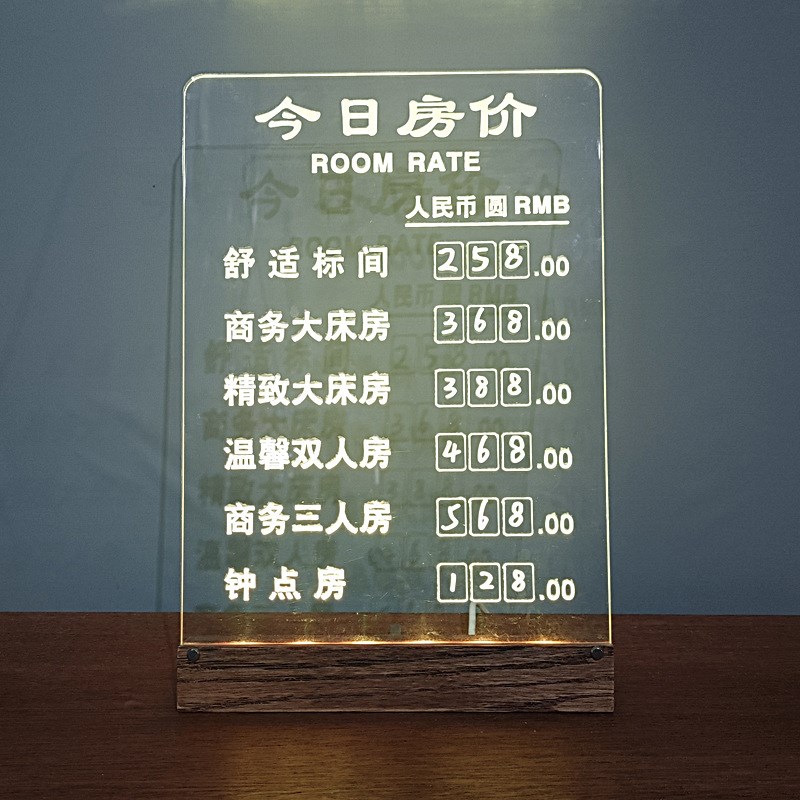 今日房价
ROOM RATE
人民币 圆 RMB
舒适标间 258.00
商务大床房 368.00
精致大床房 388.00
温馨双人房 468.00
商务三人房 568.00
钟点房 128.00